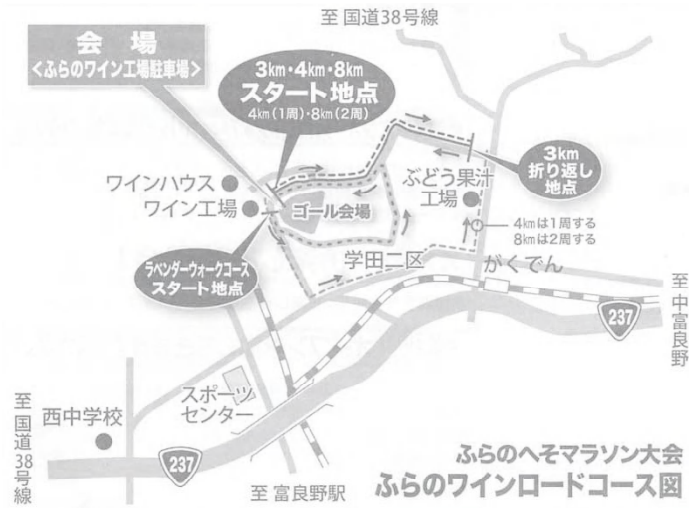 至 国道38号線
会場
<ふらのワイン工場駐車場>
3km・4km・8km
スタート地点
4km(1周)・8km(2周)
3km
折り返し
地点
ワインハウス
ワイン工場
ゴール会場
ぶどう果汁
工場
4kmは1周する
8kmは2周する
ラベンダーウォークコース
スタート地点
学田二区
がくでん
至 中富良野
237
スポーツ
センター
西中学校
至 国道38号線
237
至 富良野駅
ふらのへそマラソン大会
ふらのワインロードコース図